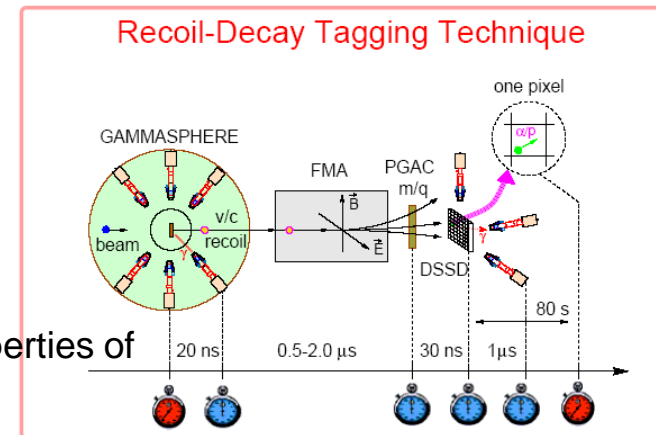 Recoil-Decay Tagging Technique
one pixel
α/p
GAMMASPHERE
FMA
PGAC
m/q
B
v/c
beam
recoil
γ
E
γ
DSSD
80 s
perties of
20 ns
0.5-2.0 μs
30 ns
1μs